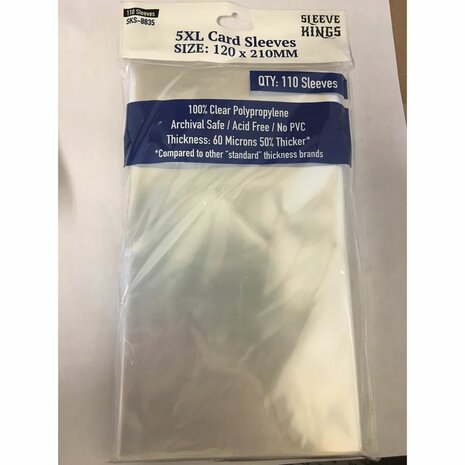 110 Sleeves
SKS-8835
5XL Card Sleeves
SIZE: 120 x 210MM
SLEEVE
KINGS
QTY: 110 Sleeves
100% Clear Polypropylene
Archival Safe / Acid Free / No PVC
Thickness: 60 Microns 50% Thicker*
*Compared to other "standard" thickness brands